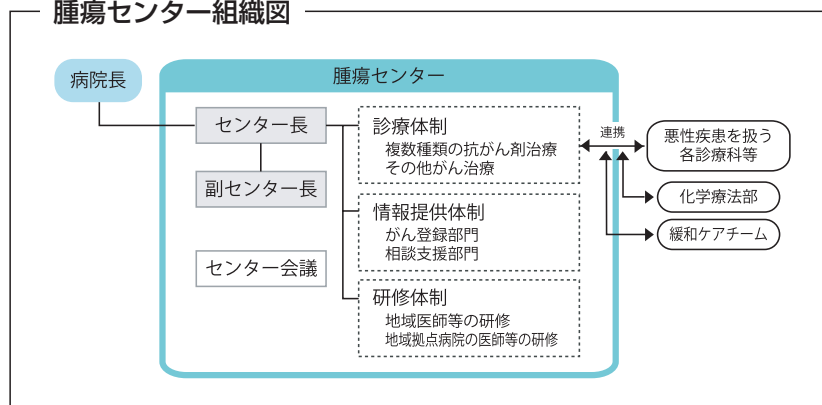 腫瘍センター組織図
病院長
腫瘍センター
センター長
副センター長
センター会議
診療体制
複数種類の抗がん剤治療
その他がん治療
情報提供体制
がん登録部門
相談支援部門
研修体制
地域医師等の研修
地域拠点病院の医師等の研修
連携
悪性疾患を扱う
各診療科等
化学療法部
緩和ケアチーム